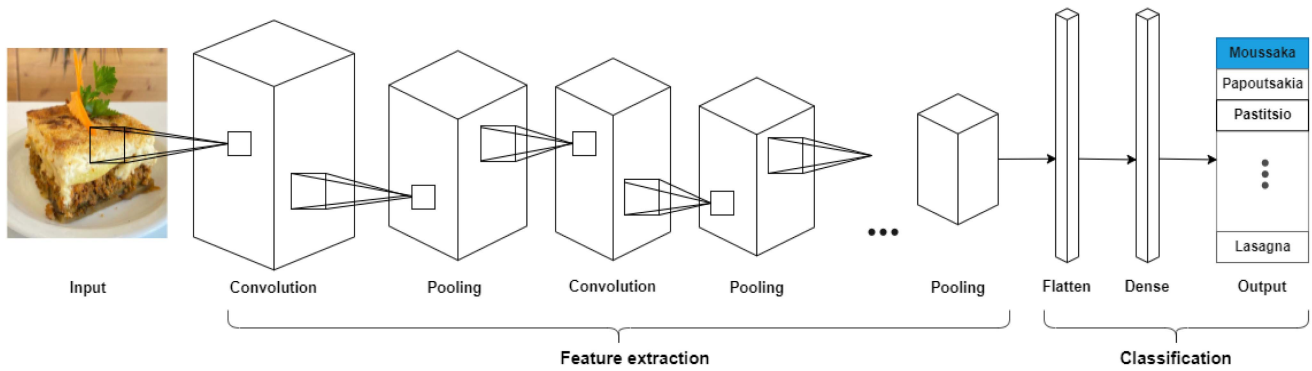 Moussaka
Papoutsakia
Pastitsio
Lasagna
Input
Convolution
Pooling
Convolution
Pooling
Pooling
Flatten
Dense
Output
Feature extraction
Classification